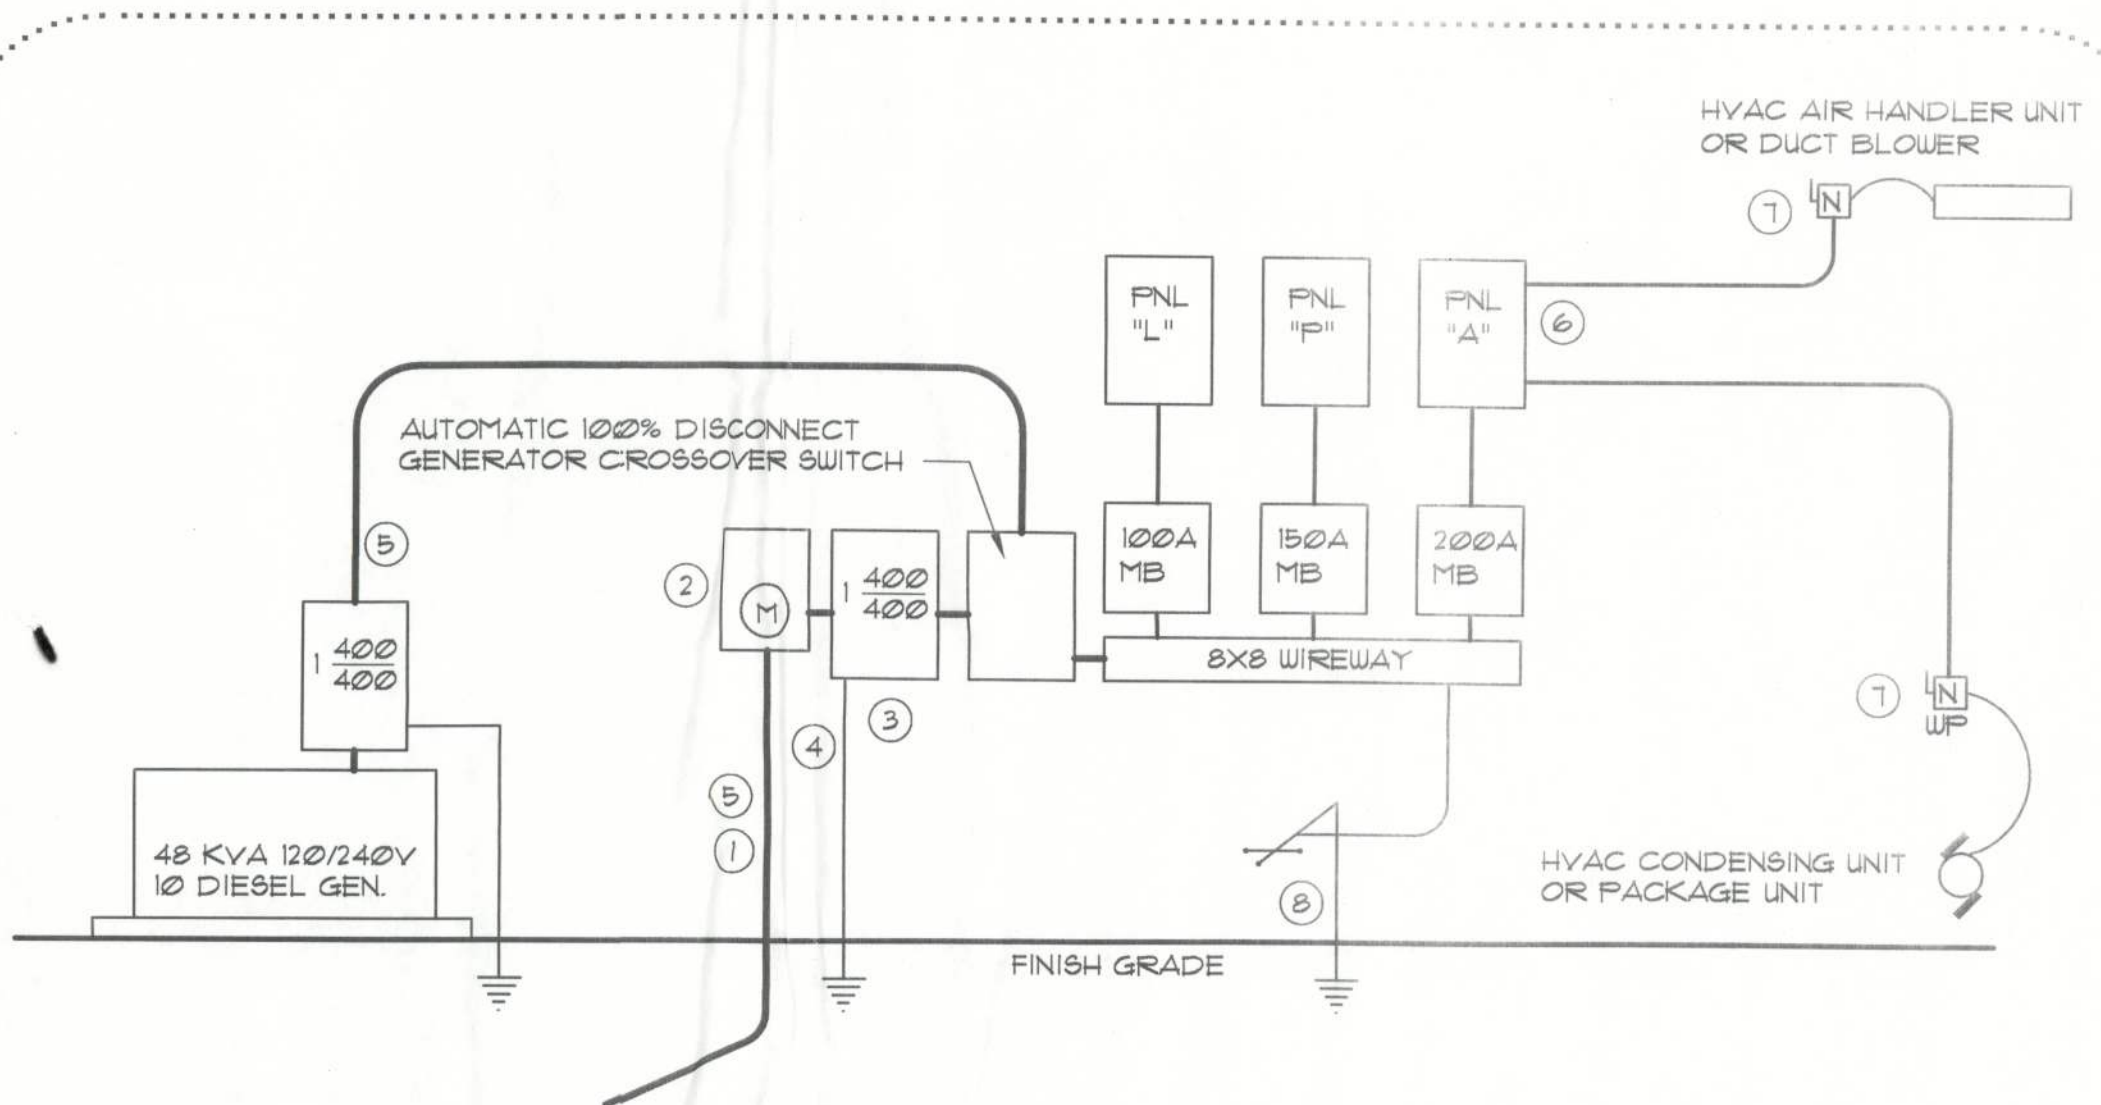 HVAC AIR HANDLER UNIT
OR DUCT BLOWER
7
N
PNL
"L"
PNL
"P"
PNL
"A"
6
AUTOMATIC 100% DISCONNECT
GENERATOR CROSSOVER SWITCH
5
2
M
1 400
400
100A
MB
150A
MB
200A
MB
8X8 WIREWAY
1 400
400
3
4
7
N
WP
5
1
48 KVA 120/240V
1Ø DIESEL GEN.
8
HVAC CONDENSING UNIT
OR PACKAGE UNIT
FINISH GRADE